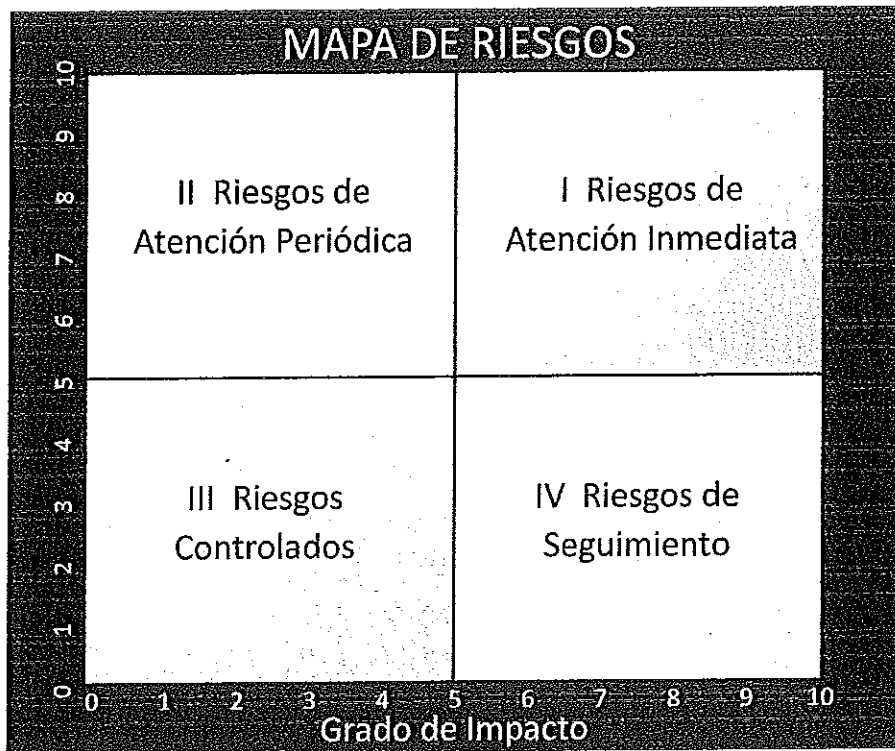 MAPA DE RIESGOS
10
9
8
7
6
5
4
3
2
1
0
II Riesgos de
Atención Periódica
I Riesgos de
Atención Inmediata
III Riesgos
Controlados
IV Riesgos de
Seguimiento
0 1 2 3 4 5 6 7 8 9 10
Grado de Impacto